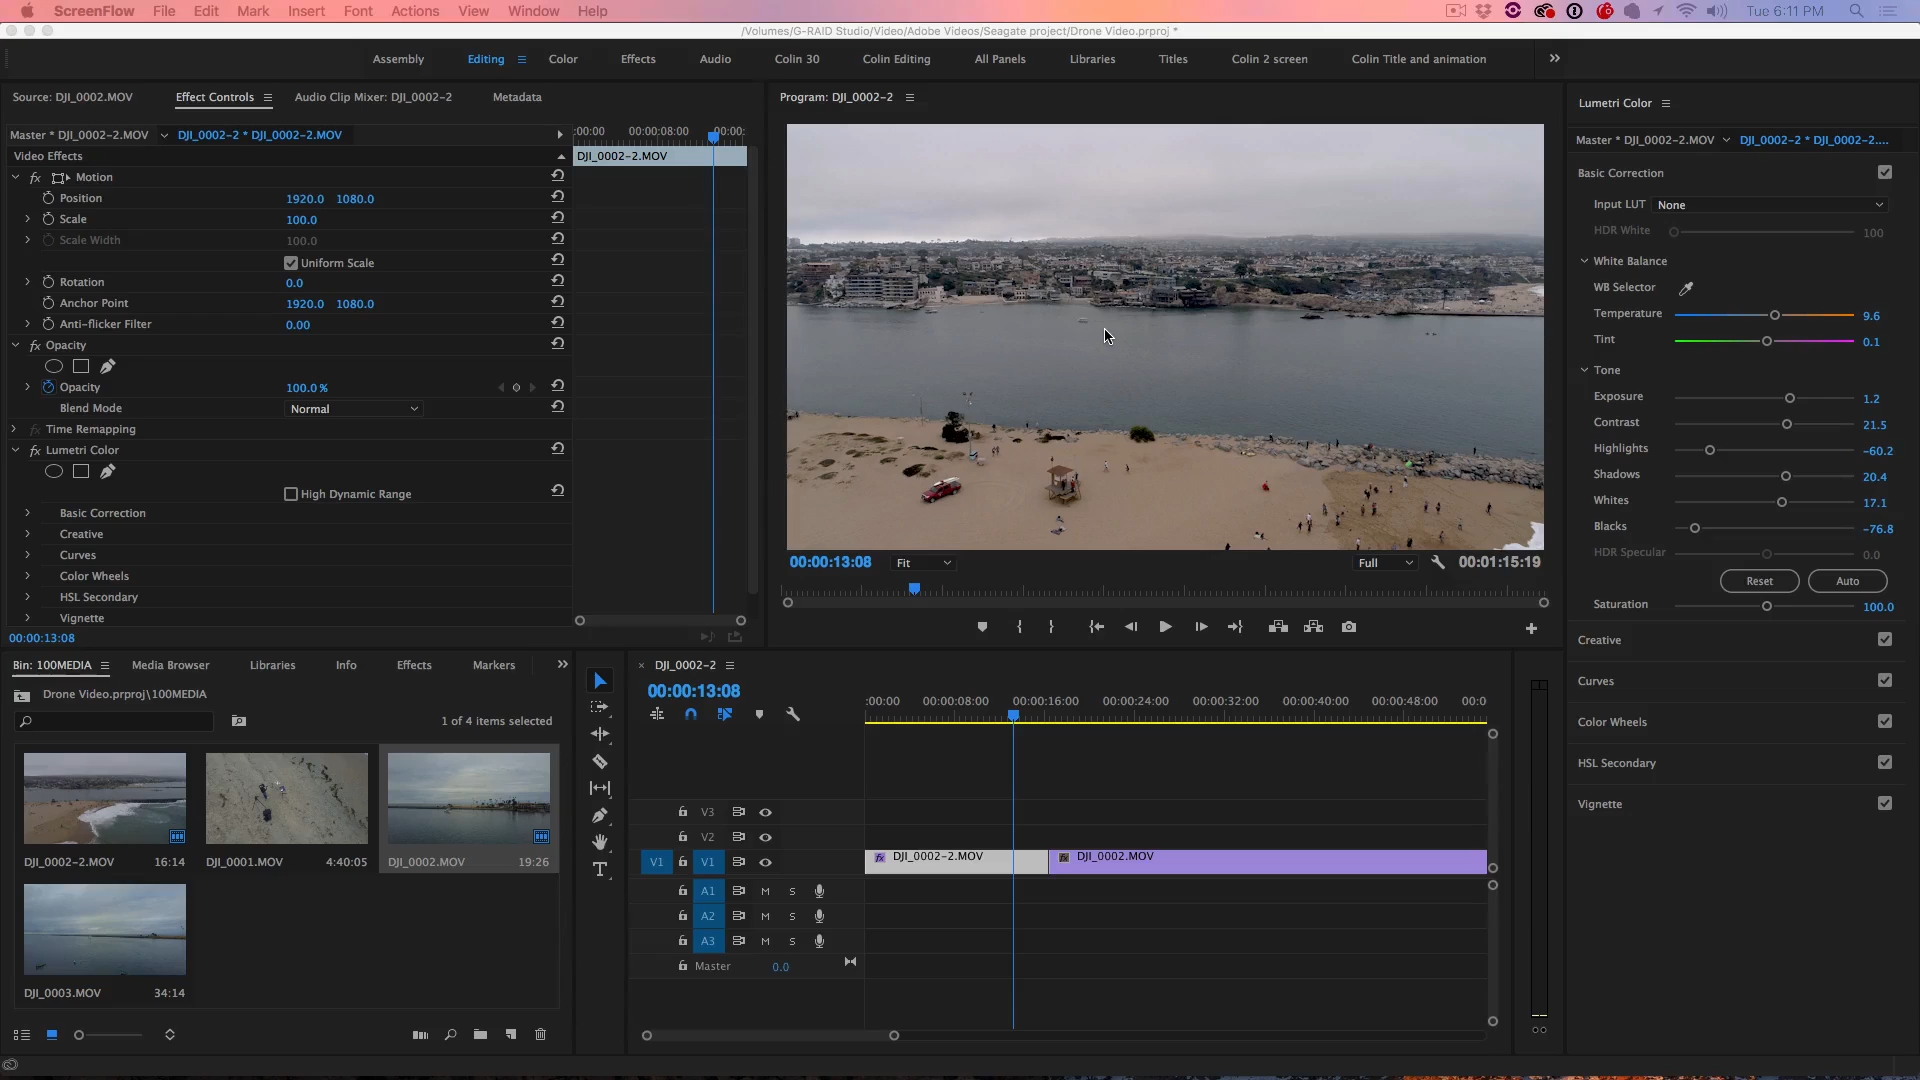 ScreenFlow File Edit Mark Insert Font Actions View Window Help Tue 6:11 PM
/Volumes/G-RAID Studio/Video/Adobe Videos/Seagate project/Drone Video.prproj *
Assembly Editing Color Effects Audio Colin 30 Colin Editing All Panels Libraries Titles Colin 2 screen Colin Title and animation
Source: DJI_0002.MOV Effect Controls Audio Clip Mixer: DJI_0002-2 Metadata
Master * DJI_0002-2.MOV DJI_0002-2 * DJI_0002-2.MOV
:00:00 00:00:08:00 00:00:
Video Effects
DJI_0002-2.MOV
fx Motion
Position 1920.0 1080.0
Scale 100.0
Scale Width 100.0
Uniform Scale
Rotation 0.0
Anchor Point 1920.0 1080.0
Anti-flicker Filter 0.00
fx Opacity
Opacity 100.0 %
Blend Mode Normal
fx Time Remapping
fx Lumetri Color
High Dynamic Range
Basic Correction
Creative
Curves
Color Wheels
HSL Secondary
Vignette
00:00:13:08
Program: DJI_0002-2
00:00:13:08 Fit Full 00:01:15:19
Lumetri Color
Master * DJI_0002-2.MOV DJI_0002-2 * DJI_0002-2....
Basic Correction
Input LUT None
HDR White 100
White Balance
WB Selector
Temperature 9.6
Tint 0.1
Tone
Exposure 1.2
Contrast 21.5
Highlights -60.2
Shadows 20.4
Whites 17.1
Blacks -76.8
HDR Specular 0.0
Reset Auto
Saturation 100.0
Creative
Curves
Color Wheels
HSL Secondary
Vignette
Bin: 100MEDIA Media Browser Libraries Info Effects Markers
Drone Video.prproj\100MEDIA
1 of 4 items selected
DJI_0002-2.MOV 16:14 DJI_0001.MOV 4:40:05 DJI_0002.MOV 19:26
DJI_0003.MOV 34:14
DJI_0002-2
00:00:13:08
:00:00 00:00:08:00 00:00:16:00 00:00:24:00 00:00:32:00 00:00:40:00 00:00:48:00 00:0
V3
V2
V1 V1 fx DJI_0002-2.MOV fx DJI_0002.MOV
A1 M S
A2 M S
A3 M S
Master 0.0